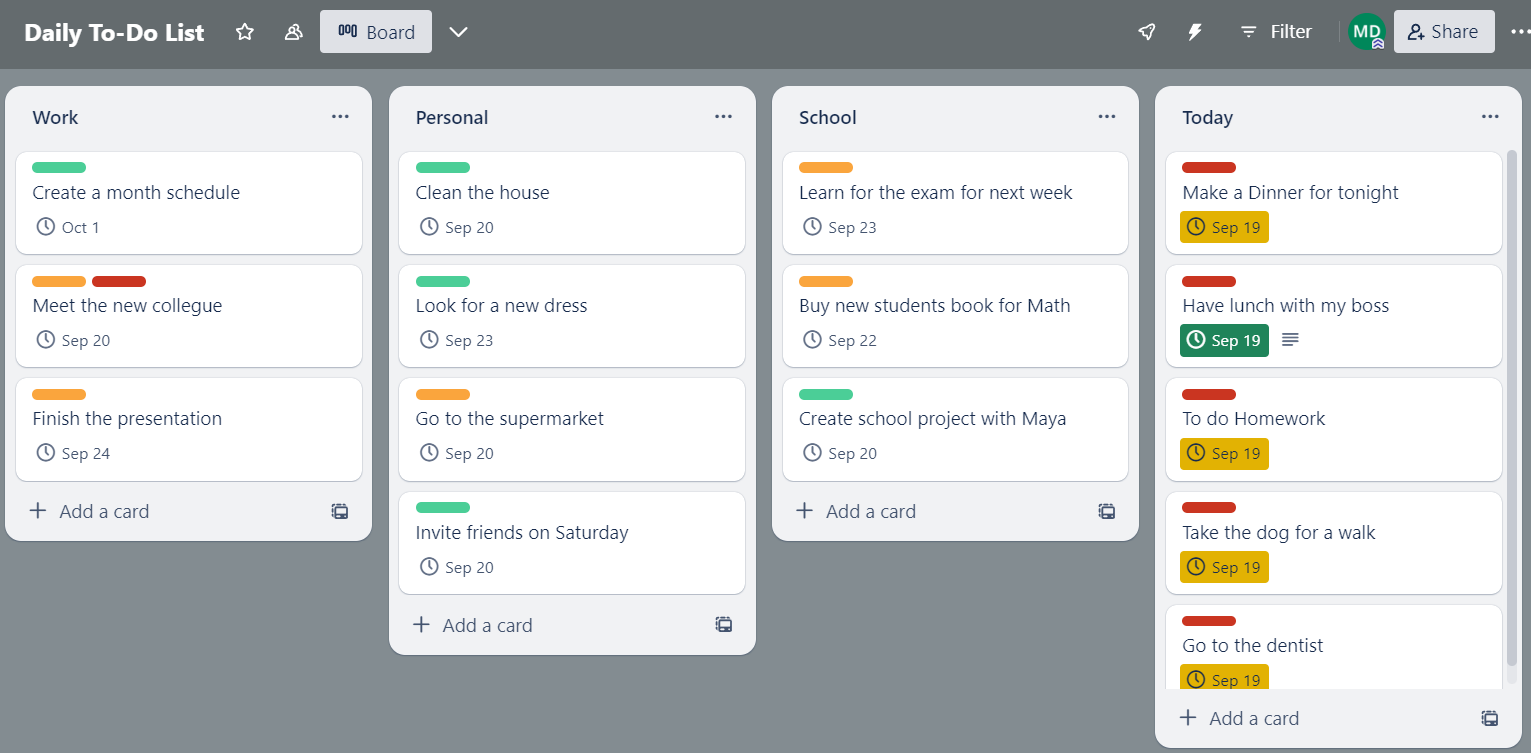 Daily To-Do List
Board
Filter
MD
Share
Work
Create a month schedule
Oct 1
Meet the new collegue
Sep 20
Finish the presentation
Sep 24
Add a card
Personal
Clean the house
Sep 20
Look for a new dress
Sep 23
Go to the supermarket
Sep 20
Invite friends on Saturday
Sep 20
Add a card
School
Learn for the exam for next week
Sep 23
Buy new students book for Math
Sep 22
Create school project with Maya
Sep 20
Add a card
Today
Make a Dinner for tonight
Sep 19
Have lunch with my boss
Sep 19
To do Homework
Sep 19
Take the dog for a walk
Sep 19
Go to the dentist
Sep 19
Add a card